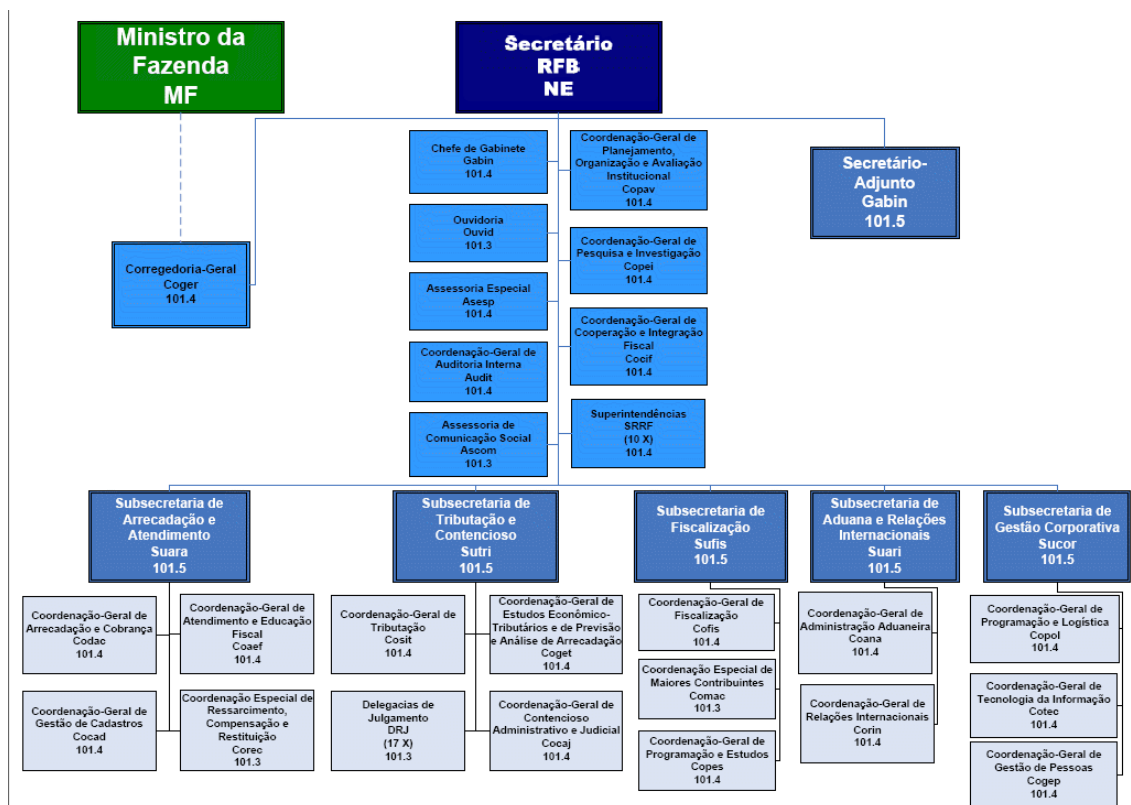 Ministro da
Fazenda
MF
Secretário
RFB
NE
Chefe de Gabinete
Gabin
101.4
Coordenação-Geral de
Planejamento,
Organização e Avaliação
Institucional
Copav
101.4
Secretário-
Adjunto
Gabin
101.5
Ouvidoria
Ouvid
101.3
Coordenação-Geral de
Pesquisa e Investigação
Copei
101.4
Corregedoria-Geral
Coger
101.4
Assessoria Especial
Asesp
101.4
Coordenação-Geral de
Cooperação e Integração
Fiscal
Cocif
101.4
Coordenação-Geral de
Auditoria Interna
Audit
101.4
Assessoria de
Comunicação Social
Ascom
101.3
Superintendências
SRRF
(10 X)
101.4
Subsecretaria de
Arrecadação e
Atendimento
Suara
101.5
Subsecretaria de
Tributação e
Contencioso
Sutri
101.5
Subsecretaria de
Fiscalização
Sufis
101.5
Subsecretaria de
Aduana e Relações
Internacionais
Suari
101.5
Subsecretaria de
Gestão Corporativa
Sucor
101.5
Coordenação-Geral de
Arrecadação e Cobrança
Codac
101.4
Coordenação-Geral de
Atendimento e Educação
Fiscal
Coaef
101.4
Coordenação-Geral de
Tributação
Cosit
101.4
Coordenação-Geral de
Estudos Econômico-
Tributários e de Previsão
e Análise de Arrecadação
Coget
101.4
Coordenação-Geral de
Fiscalização
Cofis
101.4
Coordenação-Geral de
Administração Aduaneira
Coana
101.4
Coordenação-Geral de
Programação e Logística
Copol
101.4
Coordenação-Geral de
Gestão de Cadastros
Cocad
101.4
Coordenação Especial de
Ressarcimento,
Compensação e
Restituição
Corec
101.3
Delegacias de
Julgamento
DRJ
(17 X)
101.3
Coordenação-Geral de
Contencioso
Administrativo e Judicial
Cocaj
101.4
Coordenação Especial de
Maiores Contribuintes
Comac
101.3
Coordenação-Geral de
Relações Internacionais
Corin
101.4
Coordenação-Geral de
Tecnologia da Informação
Cotec
101.4
Coordenação-Geral de
Programação e Estudos
Copes
101.4
Coordenação-Geral de
Gestão de Pessoas
Cogep
101.4